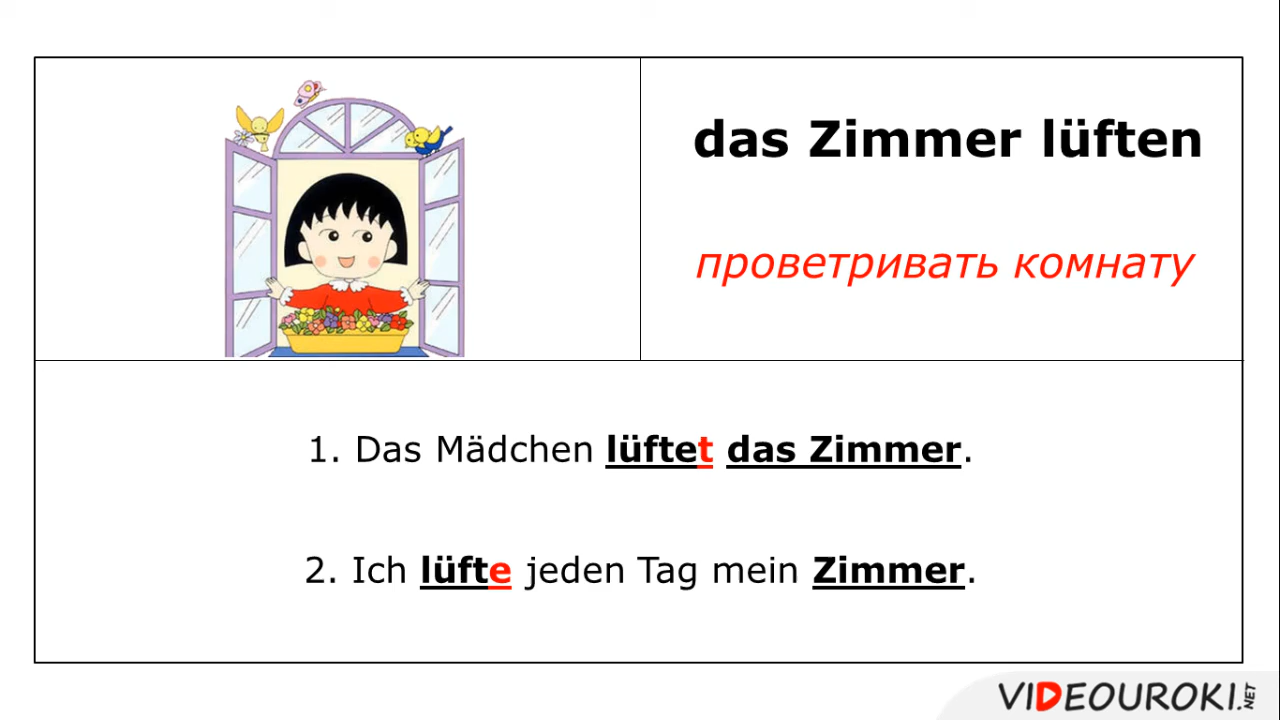 das Zimmer lüften
проветривать комнату
1. Das Mädchen lüftet das Zimmer.
2. Ich lüfte jeden Tag mein Zimmer.
VIDEOUROKI.NET